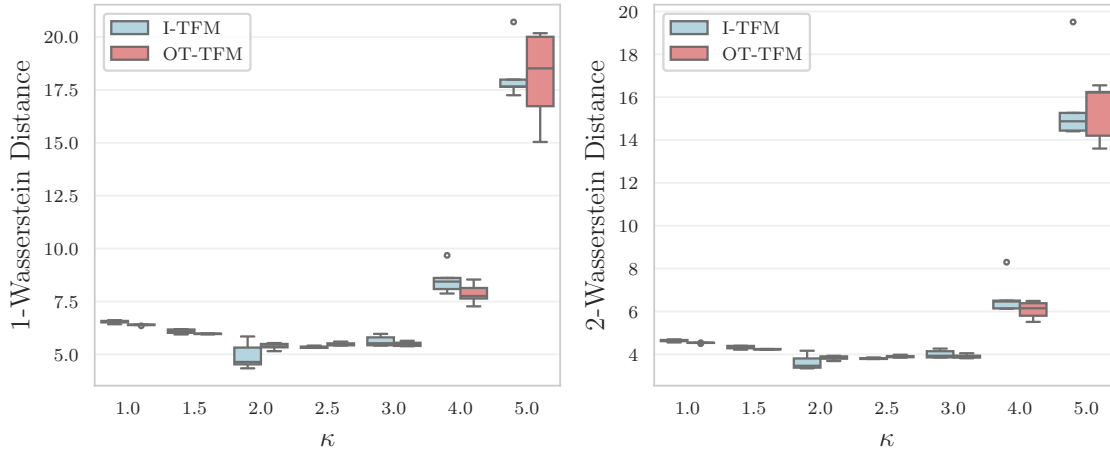 1-Wasserstein Distance
20.0
17.5
15.0
12.5
10.0
7.5
5.0
I-TFM
OT-TFM
1.0 1.5 2.0 2.5 3.0 4.0 5.0
κ
2-Wasserstein Distance
20
18
16
14
12
10
8
6
4
I-TFM
OT-TFM
1.0 1.5 2.0 2.5 3.0 4.0 5.0
κ